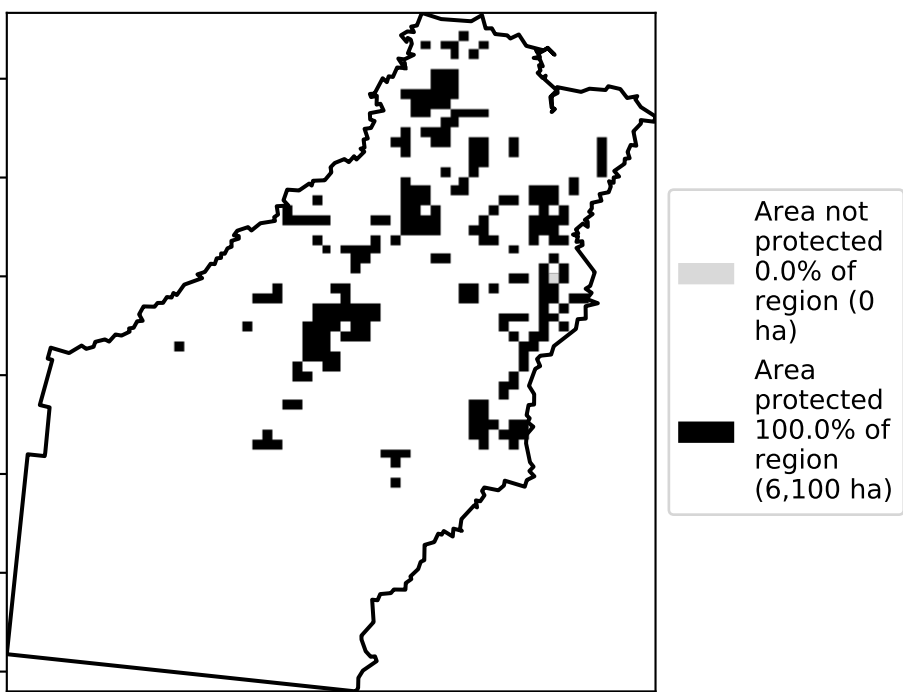 Area not
protected
0.0% of
region (0
ha)
Area
protected
100.0% of
region
(6,100 ha)